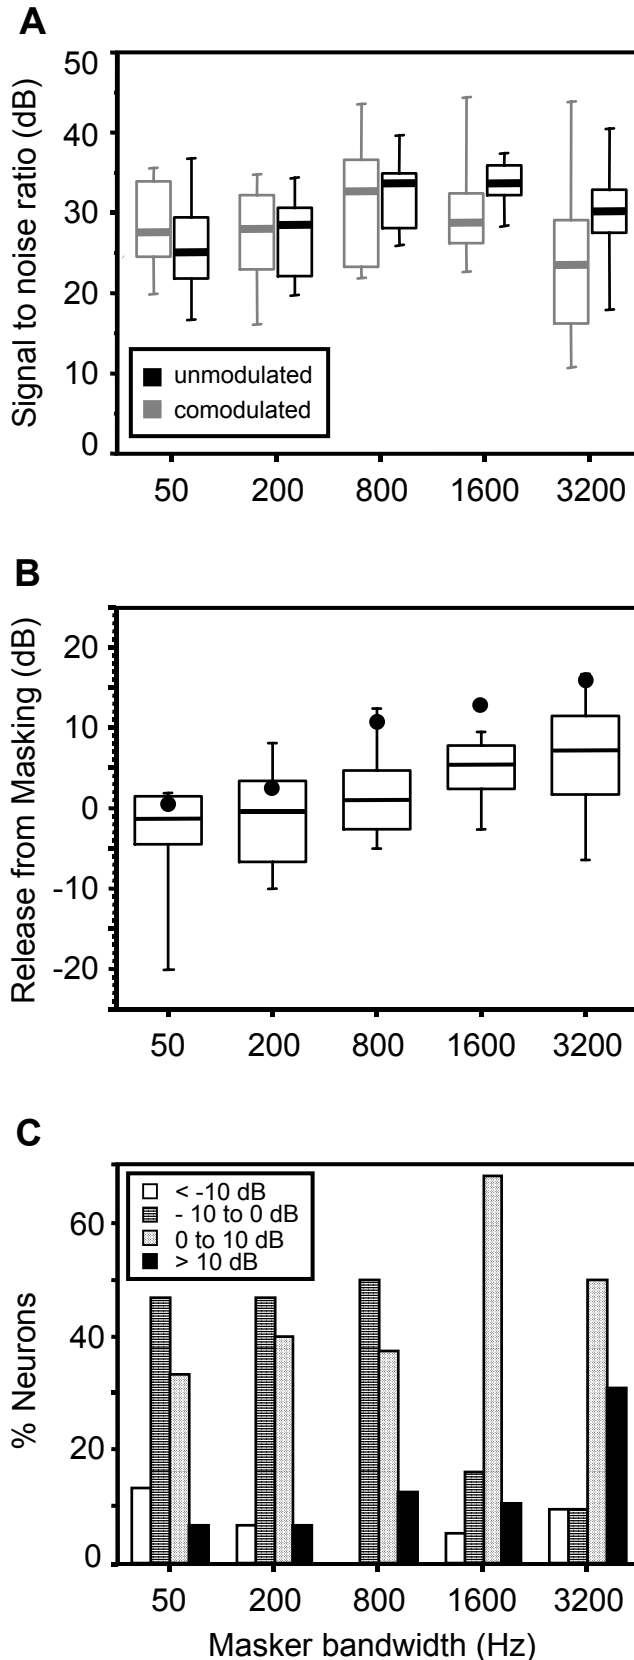 A
Signal to noise ratio (dB)
50
40
30
20
10
0
unmodulated
comodulated
50 200 800 1600 3200
B
Release from Masking (dB)
20
10
0
-10
-20
50 200 800 1600 3200
C
% Neurons
60
40
20
0
< -10 dB
- 10 to 0 dB
0 to 10 dB
> 10 dB
50 200 800 1600 3200
Masker bandwidth (Hz)